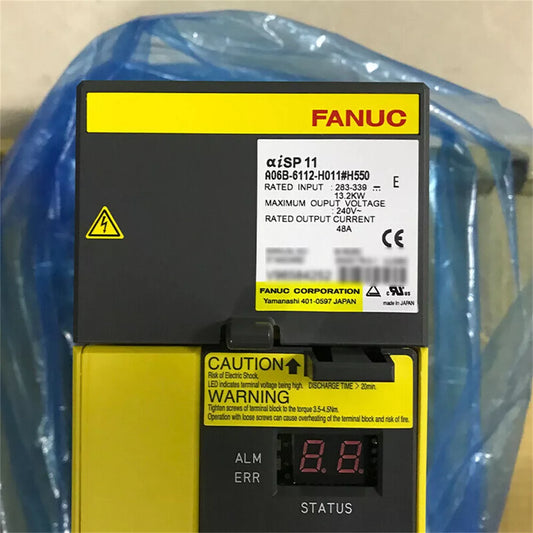 FANUC
αiSP 11
A06B-6112-H011#H550
RATED INPUT : 283-339 ⎓ E
13.2KW
MAXIMUM OUPUT VOLTAGE
: 240V~
RATED OUTPUT CURRENT
48A
CE
FANUC CORPORATION
Yamanashi 401-0597 JAPAN
c UR us
made in JAPAN
CAUTION
Risk of Electric Shock.
LED indicates terminal voltage being high. DISCHARGE TIME > 20min.
WARNING
Tighten screws of terminal block to the torque 3.5-4.5Nm.
Operation with loose screws can cause overheating of the terminal block and risk of fire.
ALM
ERR
8.8.
STATUS